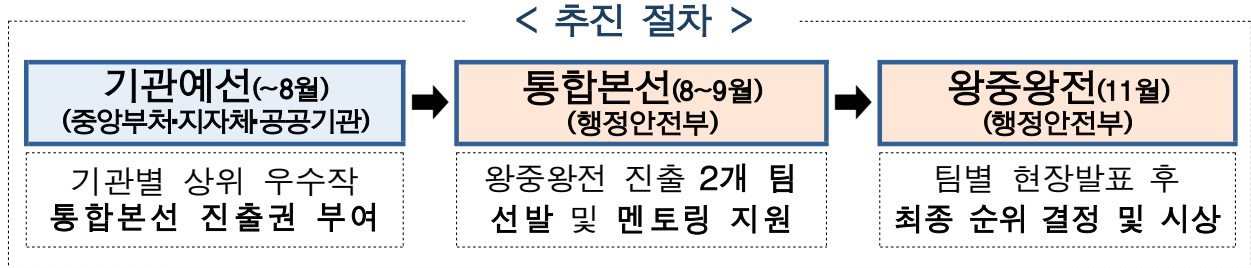 < 추진 절차 >
기관예선(~8월)
(중앙부처·지자체·공공기관)
기관별 상위 우수작
통합본선 진출권 부여
통합본선(8~9월)
(행정안전부)
왕중왕전 진출 2개 팀
선발 및 멘토링 지원
왕중왕전(11월)
(행정안전부)
팀별 현장발표 후
최종 순위 결정 및 시상